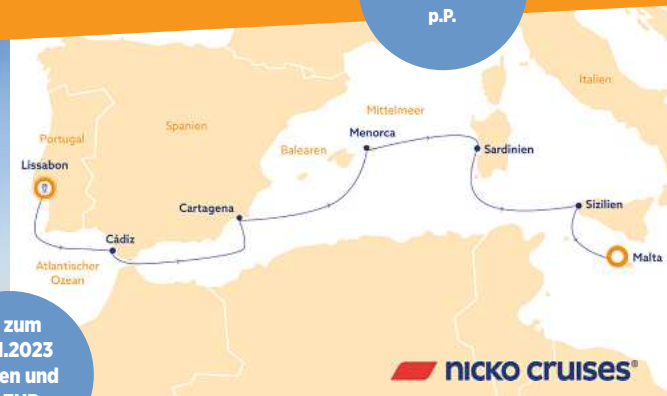 p.P.
Italien
Mittelmeer
Spanien
Menorca
Portugal
Balearen
Sardinien
Lissabon
Cartagena
Sizilien
Cádiz
Malta
Atlantischer
Ozean
zum
.2023
en und
nicko cruises®